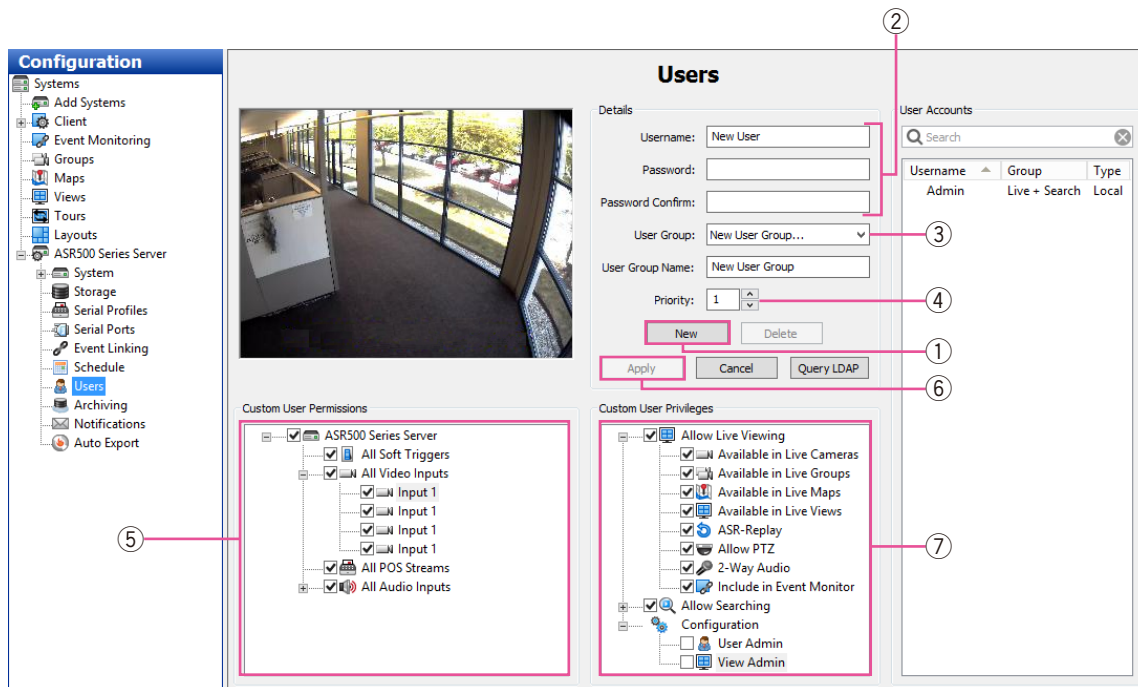 ②
Configuration
Systems
Add Systems
Client
Event Monitoring
Groups
Maps
Views
Tours
Layouts
ASR500 Series Server
System
Storage
Serial Profiles
Serial Ports
Event Linking
Schedule
Users
Archiving
Notifications
Auto Export
Users
Details
Username: New User
Password:
Password Confirm:
User Group: New User Group...
③
User Group Name: New User Group
Priority: 1
④
New Delete
①
Apply Cancel Query LDAP
⑥
User Accounts
Search
Username Group Type
Admin Live + Search Local
Custom User Permissions
ASR500 Series Server
All Soft Triggers
All Video Inputs
Input 1
Input 1
Input 1
Input 1
All POS Streams
All Audio Inputs
⑤
Custom User Privileges
Allow Live Viewing
Available in Live Cameras
Available in Live Groups
Available in Live Maps
Available in Live Views
ASR-Replay
Allow PTZ
2-Way Audio
Include in Event Monitor
Allow Searching
Configuration
User Admin
View Admin
⑦